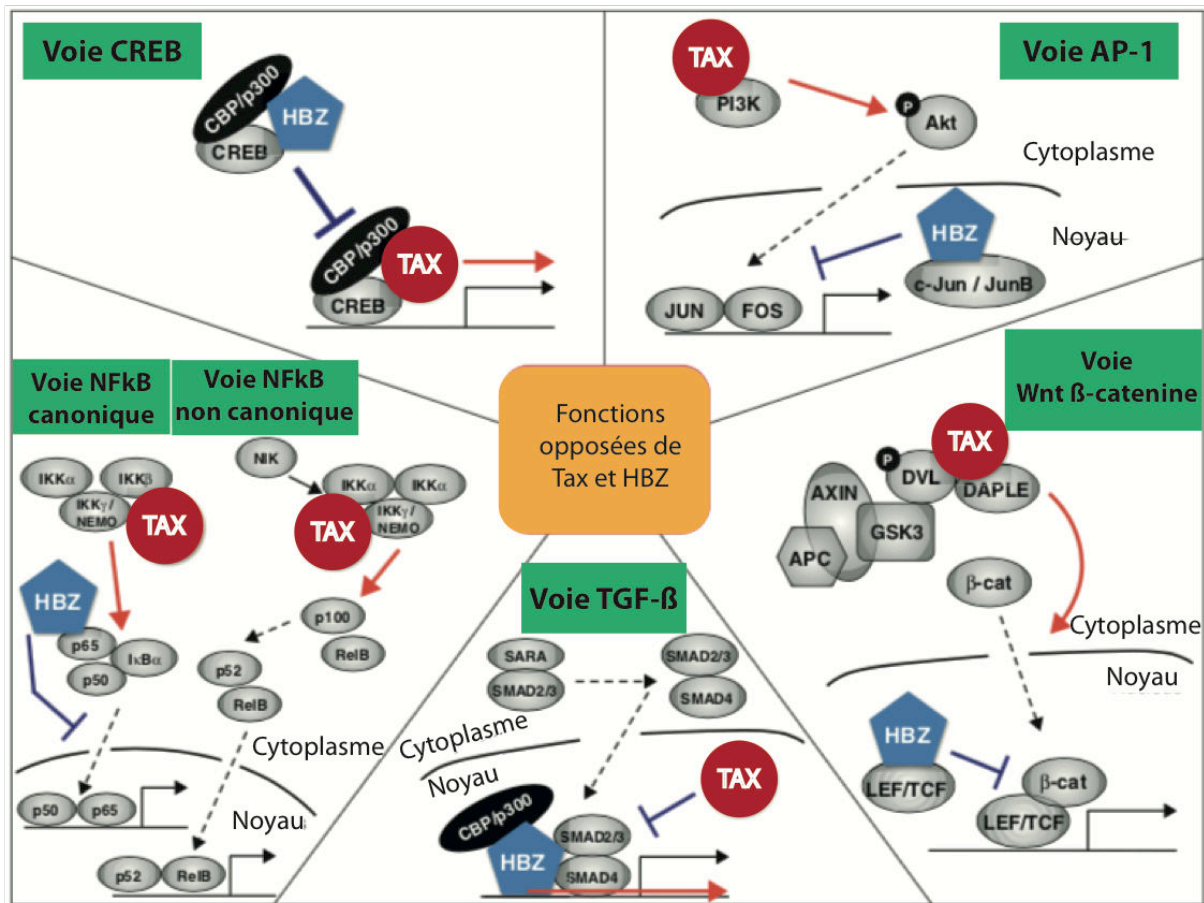 Voie CREB
CBP/p300
HBZ
CREB
CBP/p300
TAX
CREB
Voie AP-1
TAX
PI3K
P
Akt
Cytoplasme
HBZ
Noyau
c-Jun / JunB
JUN
FOS
Voie NFkB
canonique
Voie NFkB
non canonique
IKKα
IKKβ
IKKγ/
NEMO
TAX
HBZ
p65
p50
IκBα
p50
p65
NIK
IKKα
IKKα
IKKγ/
NEMO
TAX
p100
RelB
p52
RelB
Cytoplasme
Noyau
p52
RelB
Fonctions
opposées de
Tax et HBZ
Voie TGF-ß
SARA
SMAD2/3
SMAD2/3
SMAD4
Cytoplasme
Noyau
TAX
CBP/p300
HBZ
SMAD2/3
SMAD4
Voie
Wnt ß-catenine
TAX
P
DVL
DAPLE
AXIN
GSK3
APC
β-cat
Cytoplasme
Noyau
HBZ
LEF/TCF
β-cat
LEF/TCF